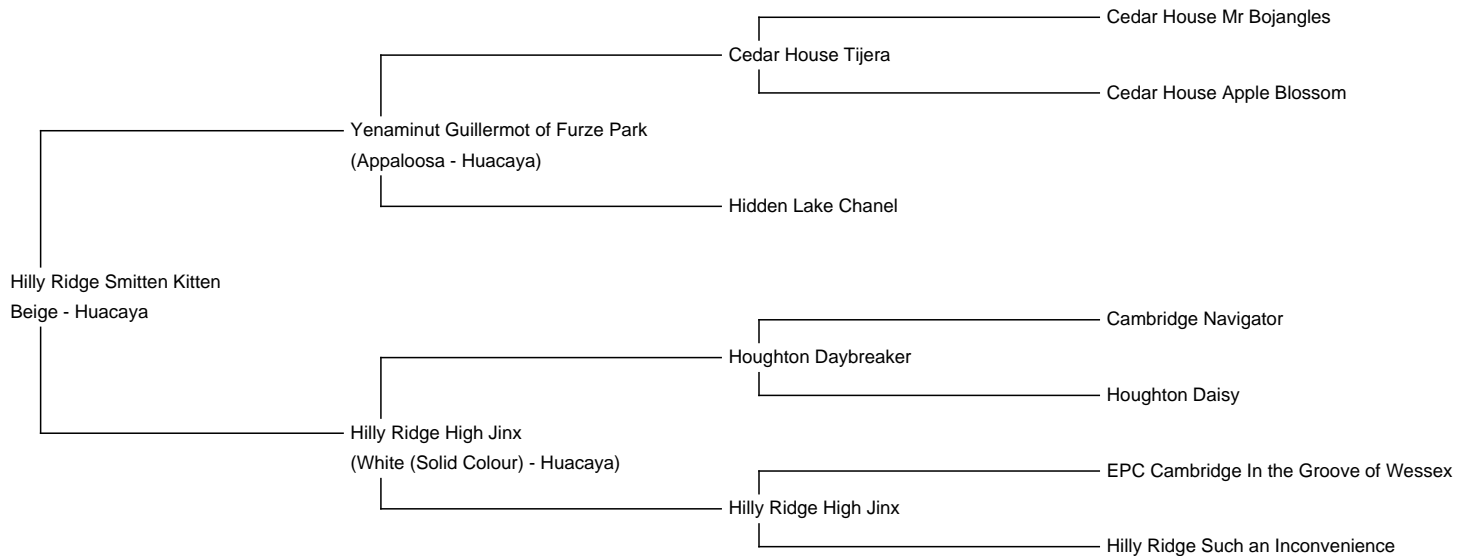 Cedar House Mr Bojangles
Cedar House Tijera
Cedar House Apple Blossom
Yenaminut Guillermot of Furze Park
(Appaloosa - Huacaya)
Hidden Lake Chanel
Hilly Ridge Smitten Kitten
Beige - Huacaya
Cambridge Navigator
Houghton Daybreaker
Houghton Daisy
Hilly Ridge High Jinx
(White (Solid Colour) - Huacaya)
EPC Cambridge In the Groove of Wessex
Hilly Ridge High Jinx
Hilly Ridge Such an Inconvenience